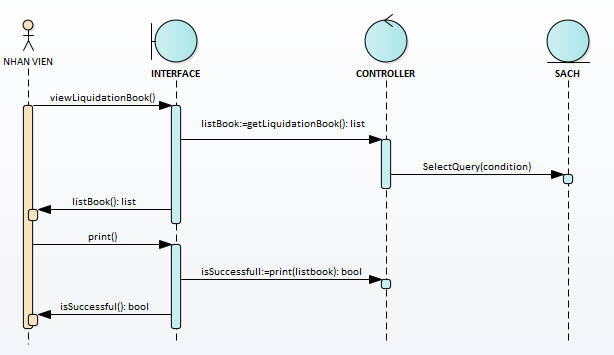 NHAN VIEN
INTERFACE
CONTROLLER
SACH
viewLiquidationBook()
listBook:=getLiquidationBook(): list
SelectQuery(condition)
listBook(): list
print()
isSuccessfull:=print(listbook): bool
isSuccessful(): bool